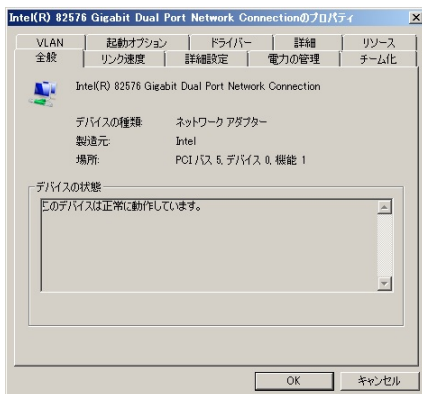 Intel(R) 82576 Gigabit Dual Port Network Connectionのプロパティ
VLAN 起動オプション ドライバー 詳細 リソース
全般 リンク速度 詳細設定 電力の管理 チーム化
Intel(R) 82576 Gigabit Dual Port Network Connection
デバイスの種類: ネットワーク アダプター
製造元: Intel
場所: PCI バス 5, デバイス 0, 機能 1
デバイスの状態
このデバイスは正常に動作しています。
OK キャンセル